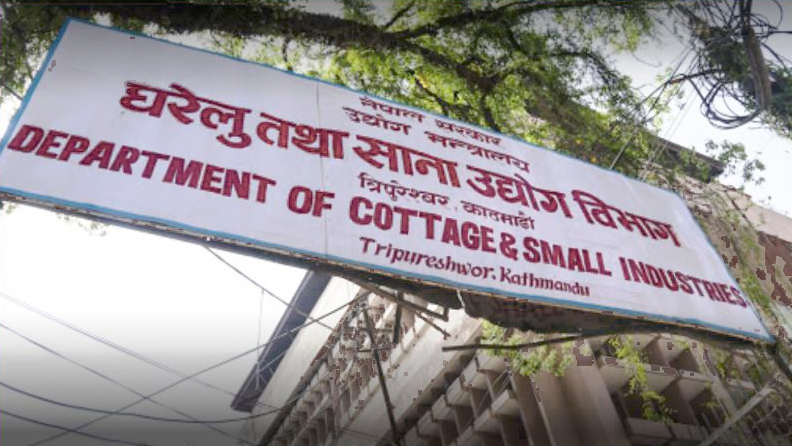 नेपाल सरकार
उद्योग मन्त्रालय
घरेलु तथा साना उद्योग विभाग
त्रिपुरेश्वर, काठमाडौं
DEPARTMENT OF COTTAGE & SMALL INDUSTRIES
Tripureshwor, Kathmandu